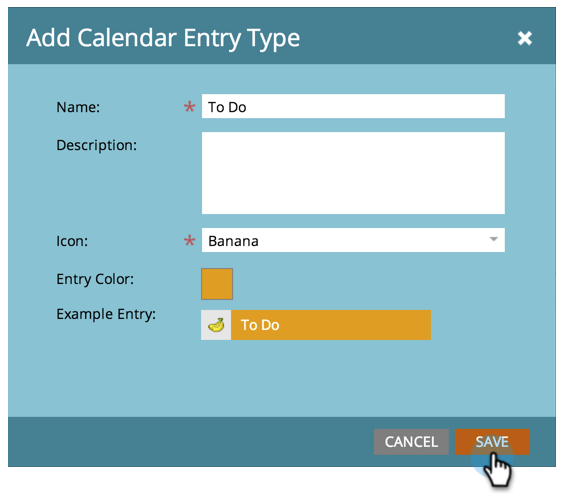 Add Calendar Entry Type
Name: * To Do
Description:
Icon: * Banana
Entry Color:
Example Entry: To Do
CANCEL SAVE